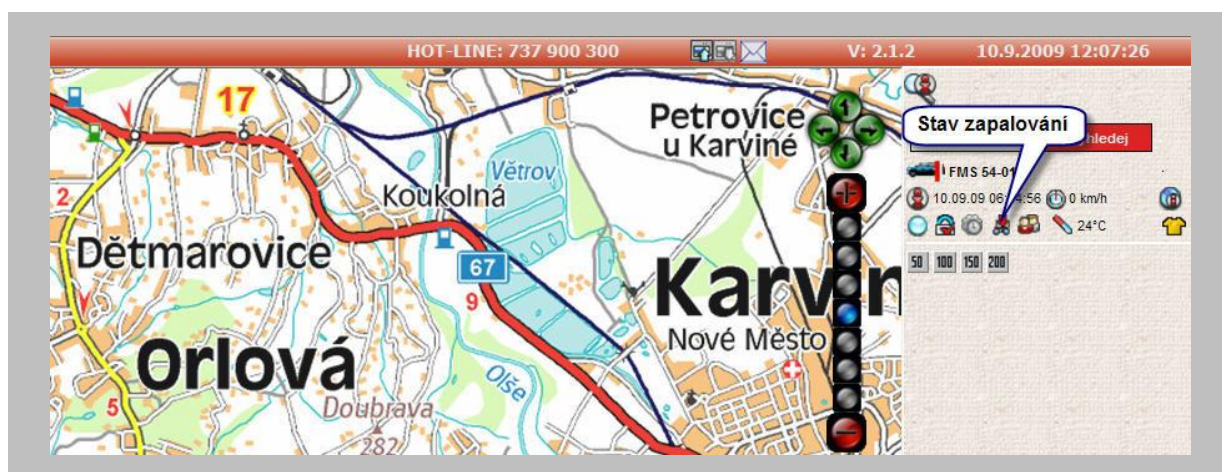 HOT-LINE: 737 900 300
V: 2.1.2
10.9.2009 12:07:26
17
Petrovice
u Karviné
Stav zapalování
hledej
FMS 54-01
Větrov
Koukolná
10.09.09 06: 4:56
0 km/h
2
24°C
Dětmarovice
67
50 100 150 200
9
Karvin
Nové Město
Orlová
Olše
5
Doubrava
282